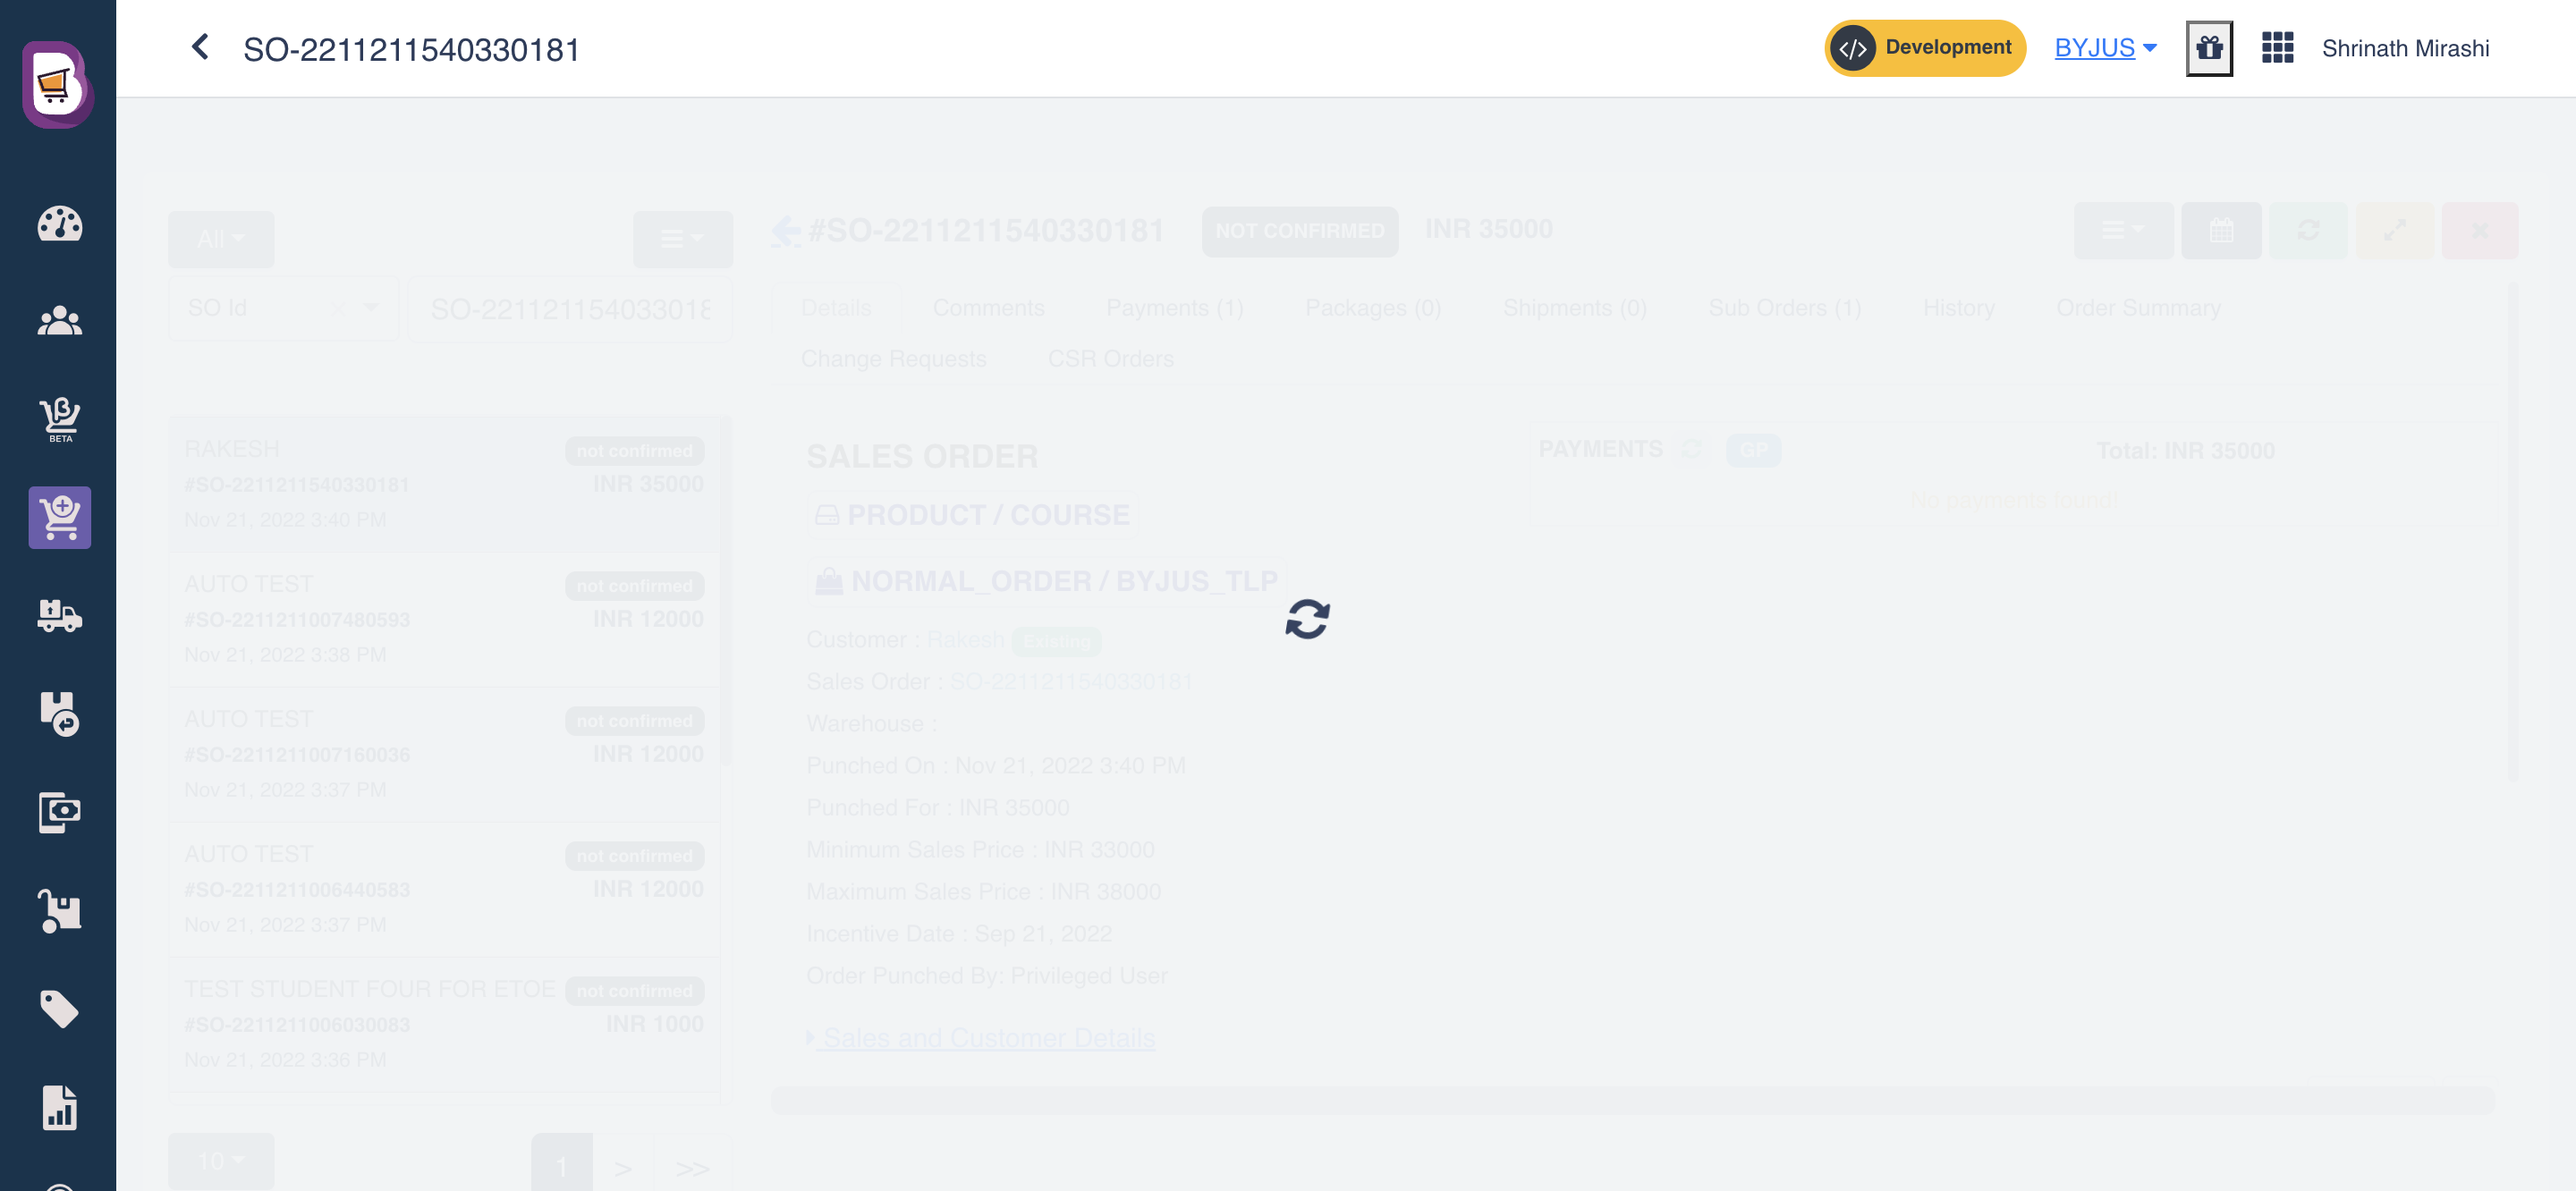 SO-2211211540330181
Development
BYJUS
Shrinath Mirashi
BETA
All
SO Id
SO-221121154033018
RAKESH
not confirmed
#SO-2211211540330181
INR 35000
Nov 21, 2022 3:40 PM
AUTO TEST
not confirmed
#SO-2211211007480593
INR 12000
Nov 21, 2022 3:38 PM
AUTO TEST
not confirmed
#SO-2211211007160036
INR 12000
Nov 21, 2022 3:37 PM
AUTO TEST
not confirmed
#SO-2211211006440583
INR 12000
Nov 21, 2022 3:37 PM
TEST STUDENT FOUR FOR ETOE
not confirmed
#SO-2211211006030083
INR 1000
Nov 21, 2022 3:36 PM
10
1 > >>
#SO-2211211540330181
NOT CONFIRMED
INR 35000
Details Comments Payments (1) Packages (0) Shipments (0) Sub Orders (1) History Order Summary
Change Requests CSR Orders
SALES ORDER
PRODUCT / COURSE
NORMAL_ORDER / BYJUS_TLP
Customer : Rakesh Existing
Sales Order : SO-2211211540330181
Warehouse :
Punched On : Nov 21, 2022 3:40 PM
Punched For : INR 35000
Minimum Sales Price : INR 33000
Maximum Sales Price : INR 38000
Incentive Date : Sep 21, 2022
Order Punched By: Privileged User
Sales and Customer Details
PAYMENTS
GP
Total: INR 35000
No payments found!